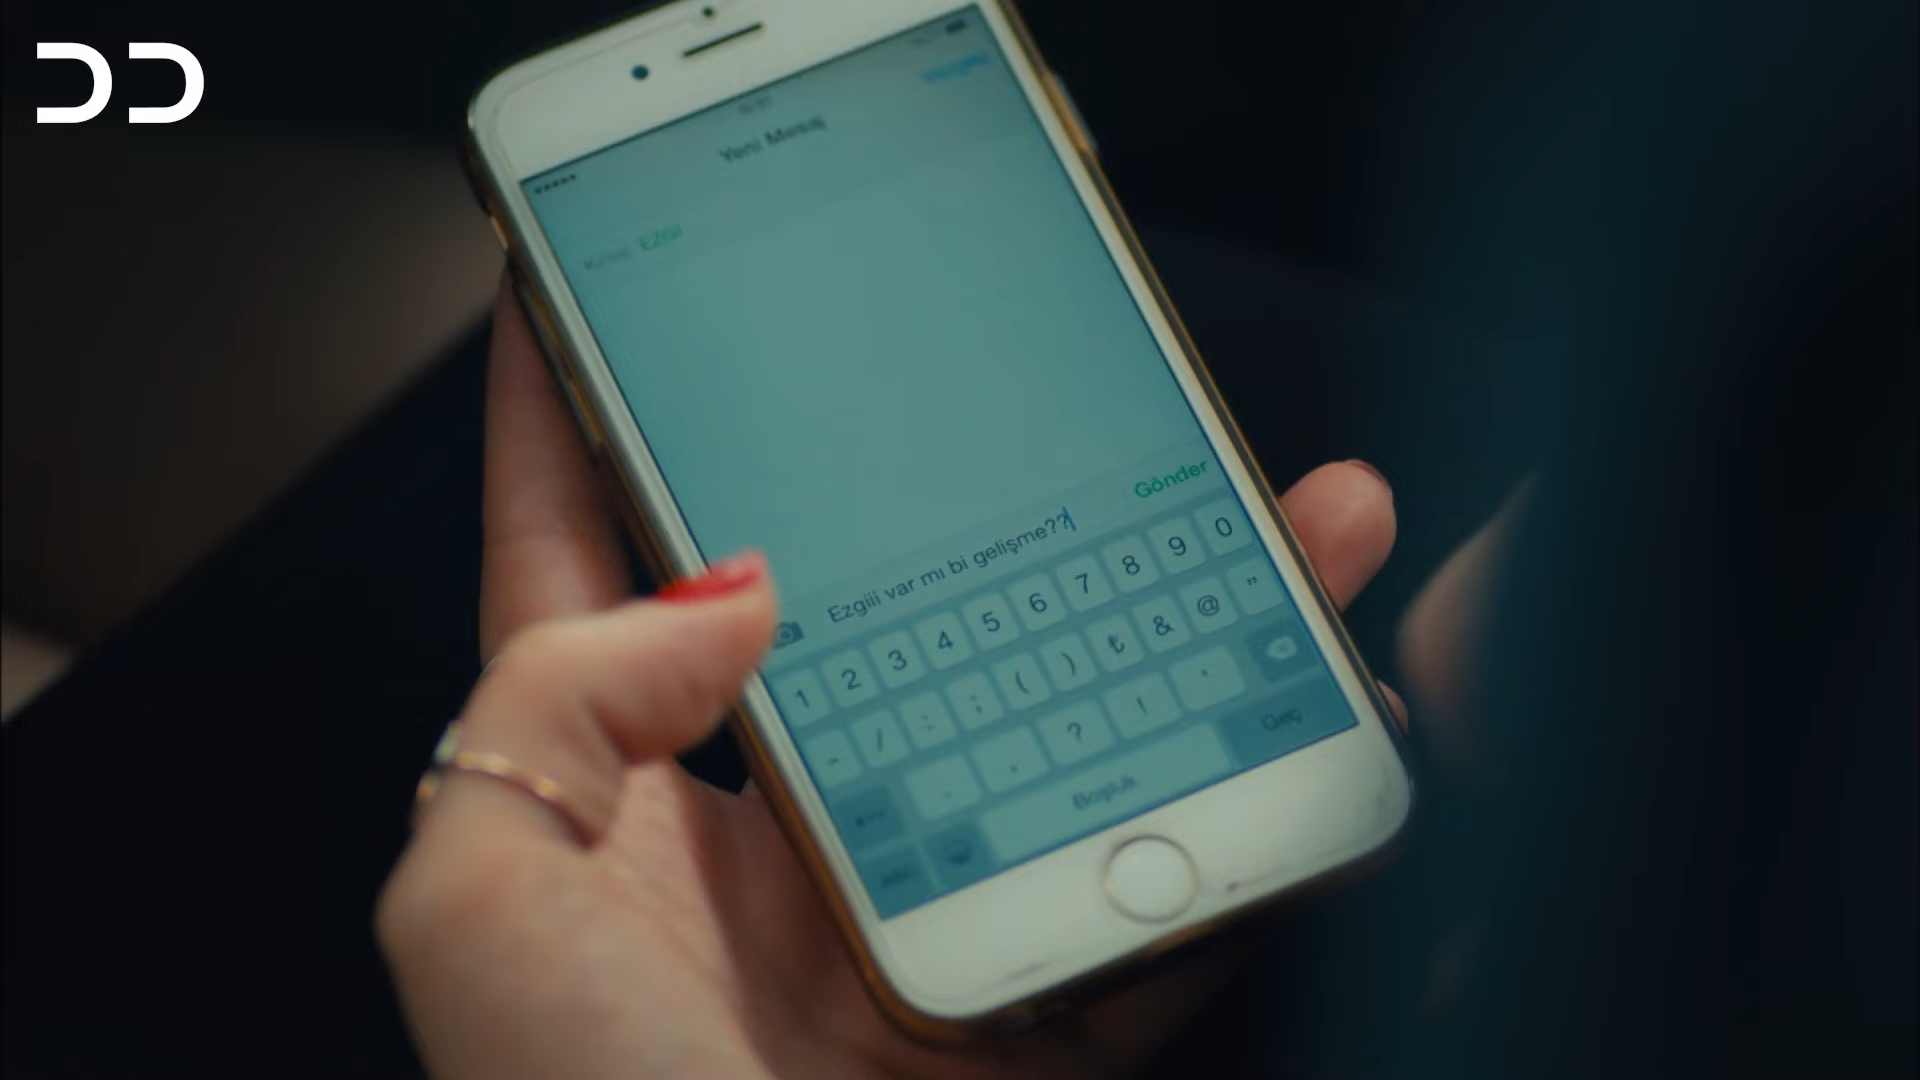 Yeni Mesaj
Kime: EZGI
Gönder
Ezgiii var mı bi gelişme??
1 2 3 4 5 6 7 8 9 0
- / : ; ( ) ₺ & @ "
. , ? ! '
Boşluk
Geç